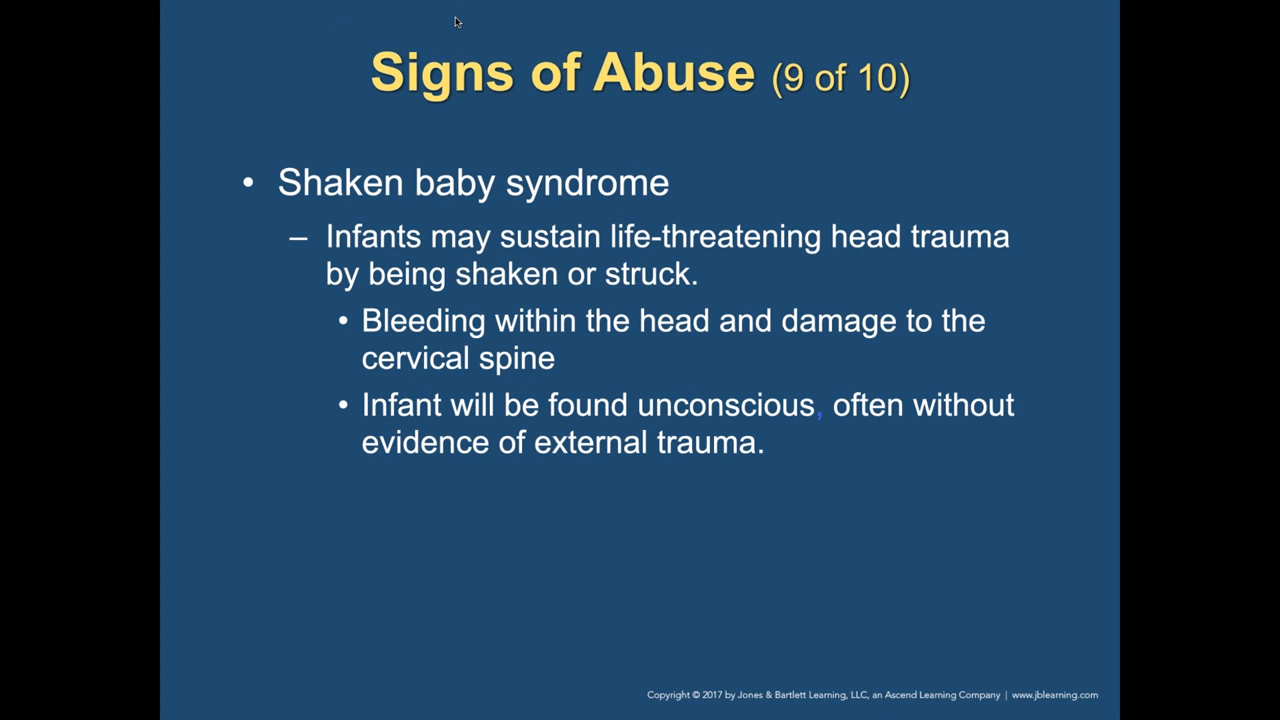 Signs of Abuse (9 of 10)
• Shaken baby syndrome
– Infants may sustain life-threatening head trauma
by being shaken or struck.
• Bleeding within the head and damage to the
cervical spine
• Infant will be found unconscious, often without
evidence of external trauma.
Copyright © 2017 by Jones & Bartlett Learning, LLC, an Ascend Learning Company | www.jblearning.com